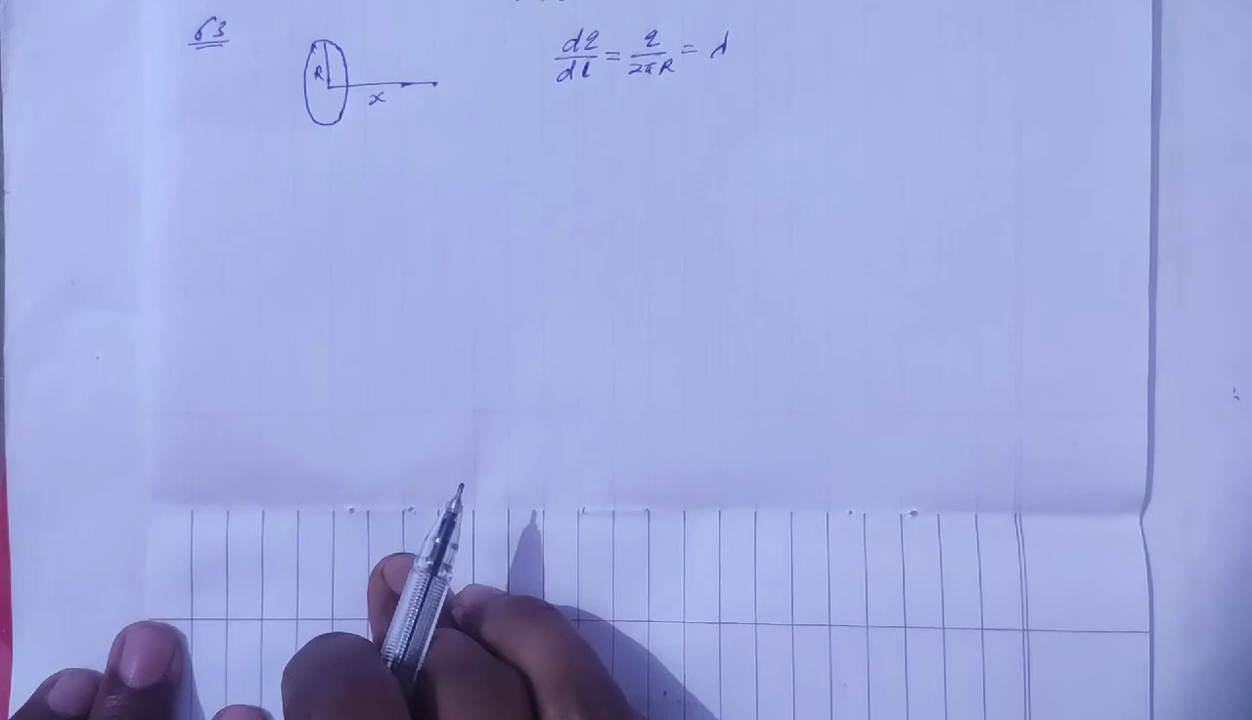 63
R
x
dq/dl = q/2πR = λ